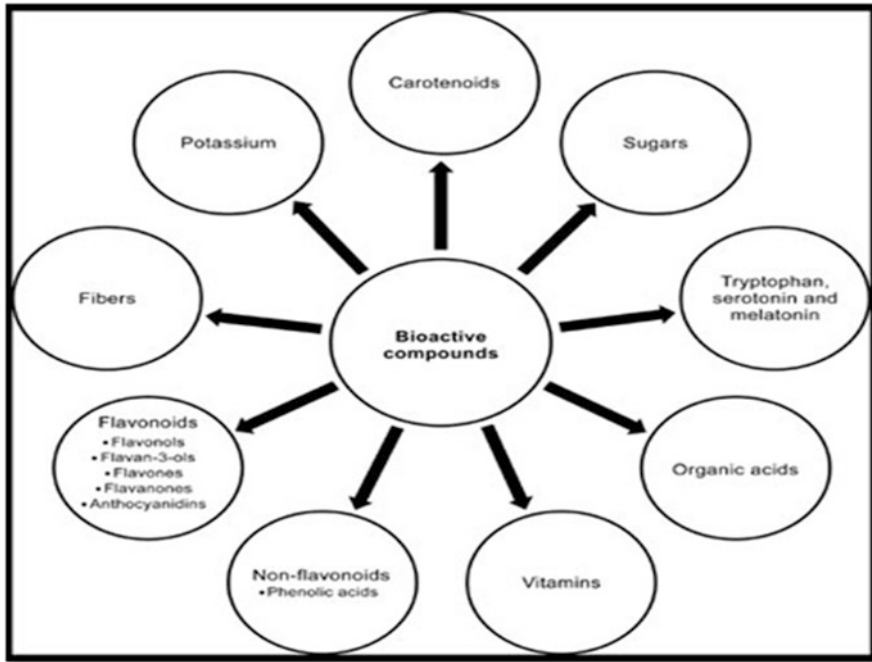 Carotenoids
Potassium
Sugars
Fibers
Tryptophan,
serotonin and
melatonin
Bioactive
compounds
Flavonoids
• Flavonols
• Flavan-3-ols
• Flavones
• Flavanones
• Anthocyanidins
Organic acids
Non-flavonoids
• Phenolic acids
Vitamins